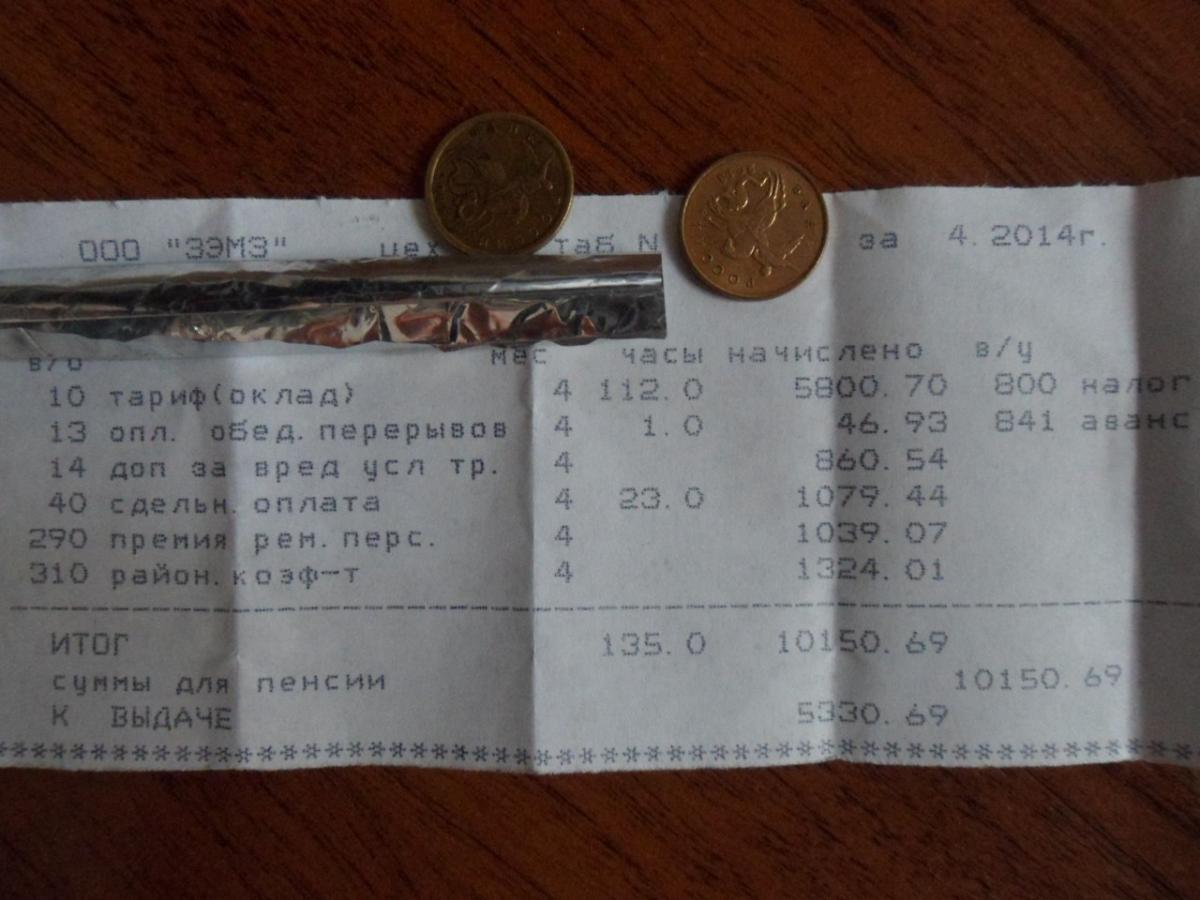 ООО "ЗЭМЗ" цех таб N за 4.2014г.
в/о мес часы начислено в/у
10 тариф(оклад) 4 112.0 5800.70 800 налог
13 опл. обед.перерывов 4 1.0 46.93 841 аванс
14 доп за вред усл тр. 4 860.54
40 сдельн.оплата 4 23.0 1079.44
290 премия рем.перс. 4 1039.07
310 район.коэф-т 4 1324.01
ИТОГ 135.0 10150.69
суммы для пенсии 10150.69
К ВЫДАЧЕ 5330.69